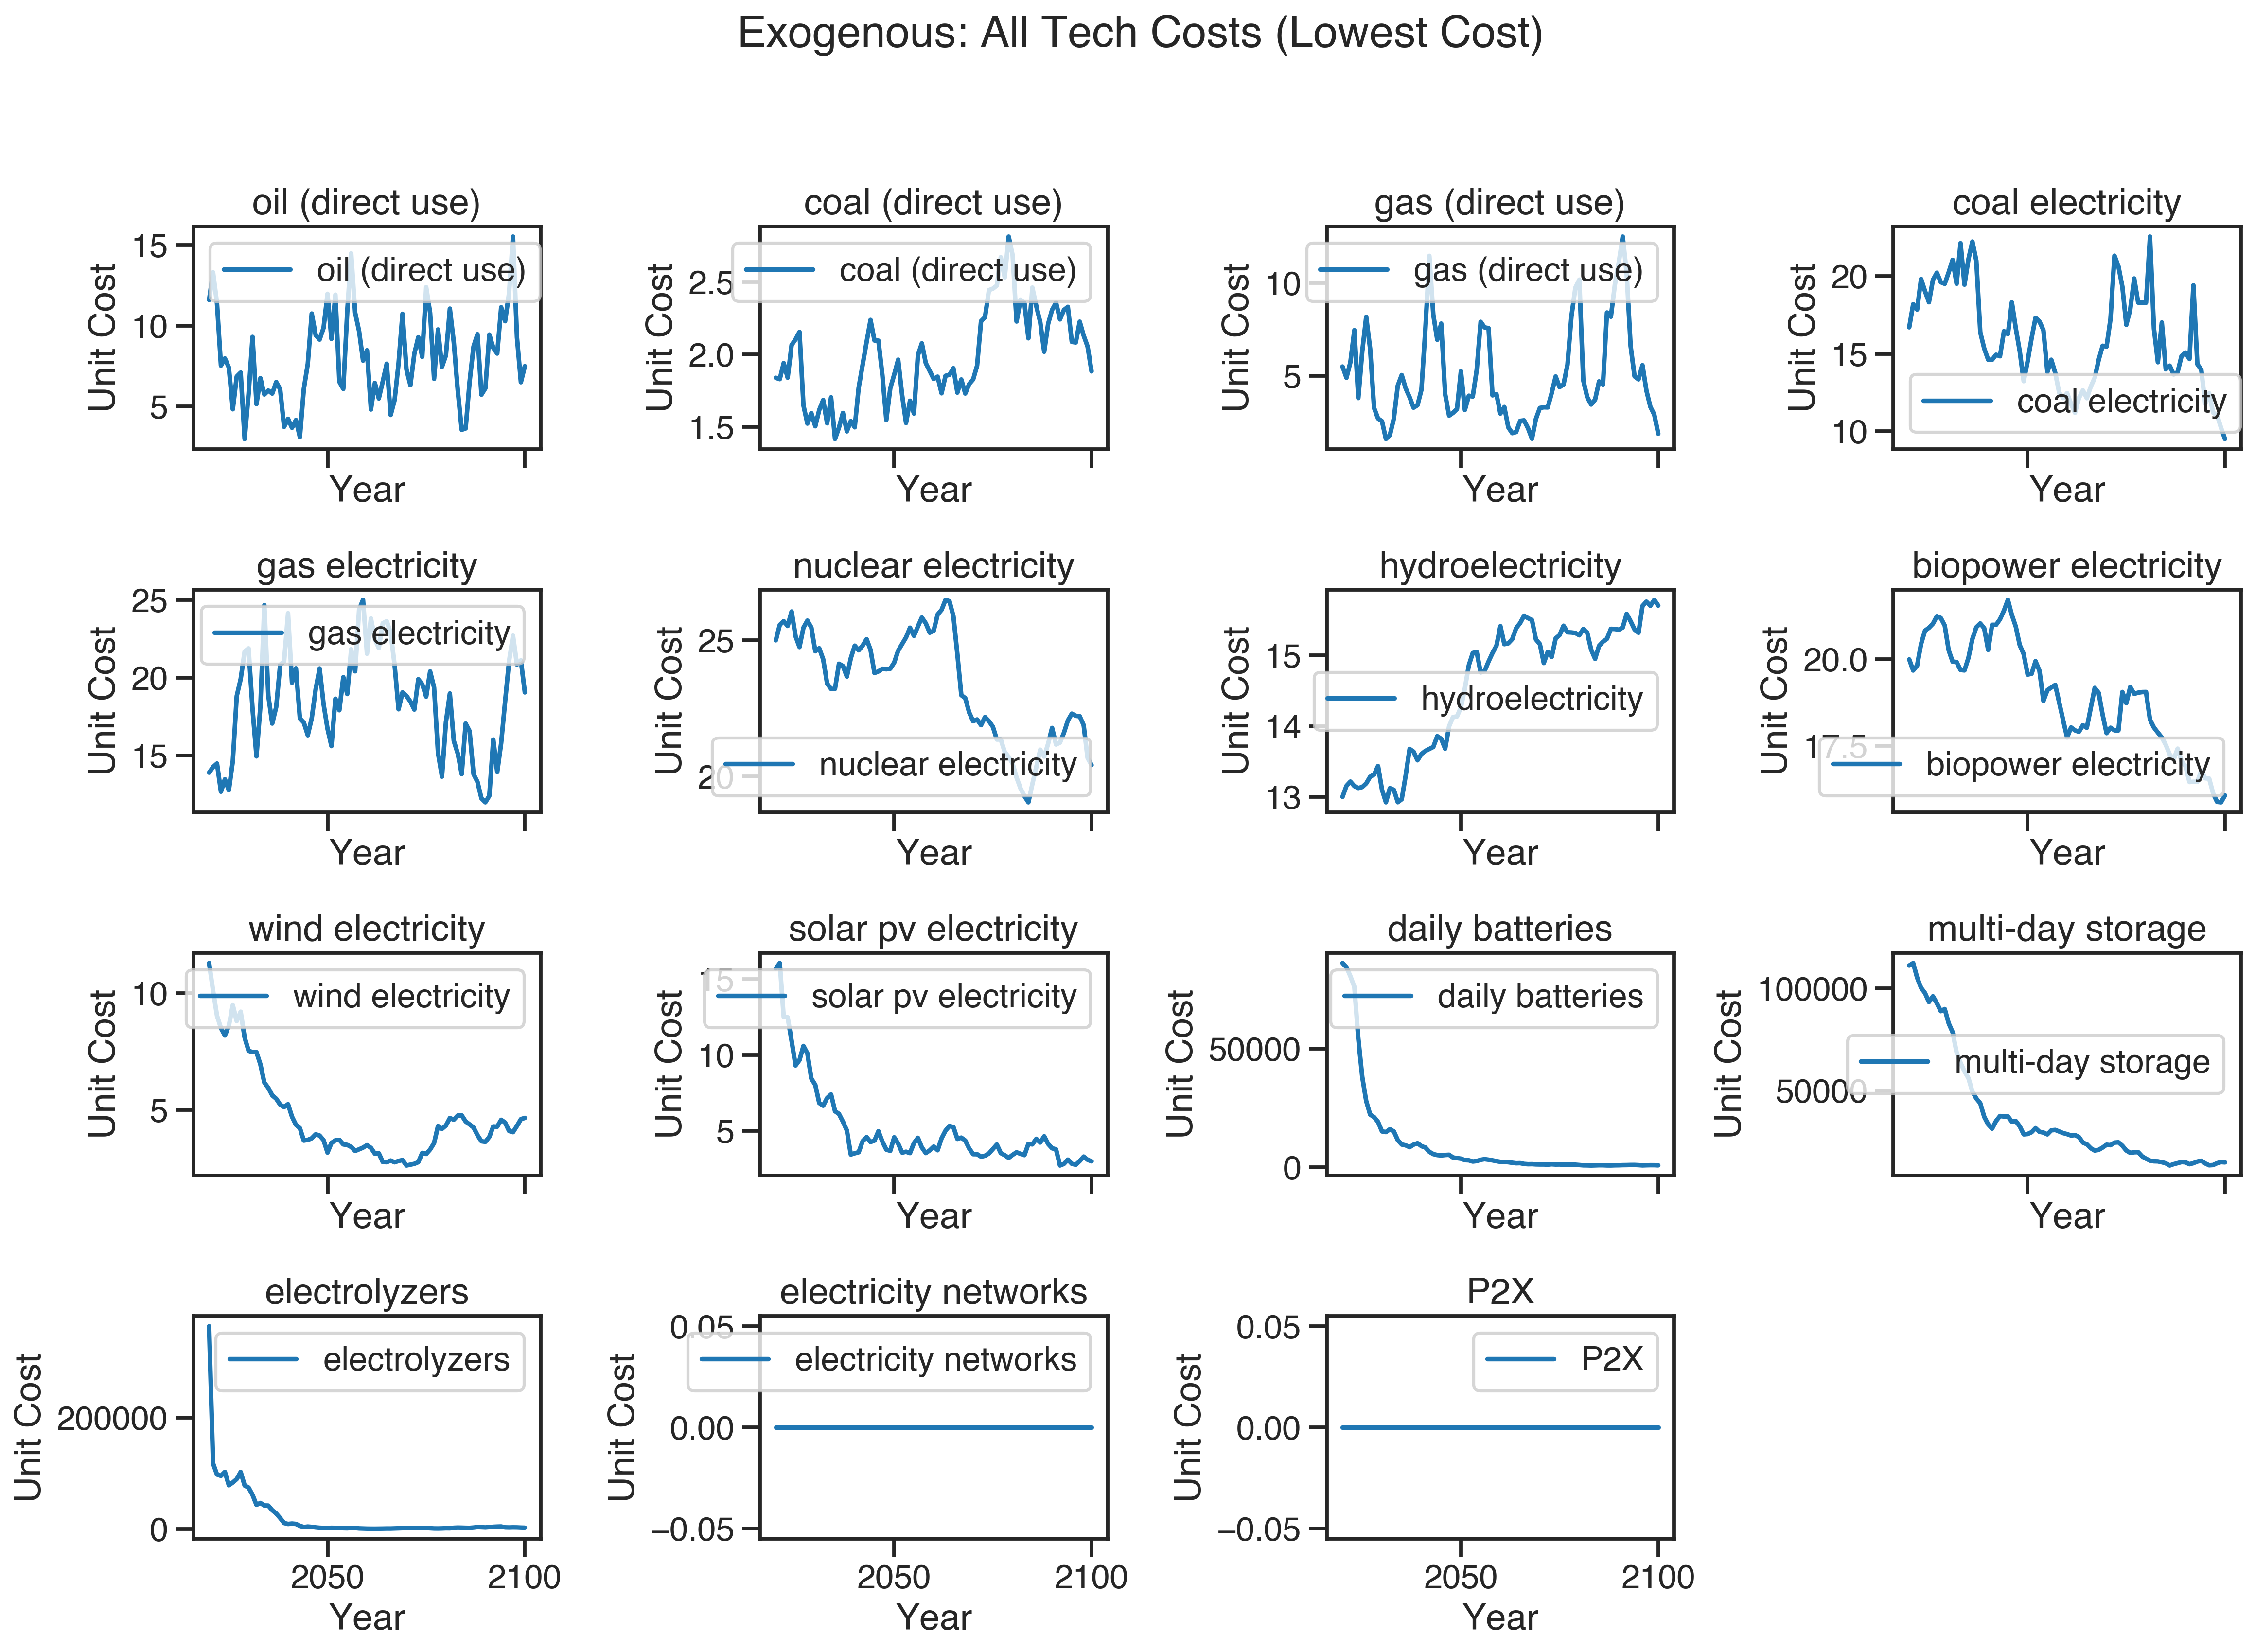 Exogenous: All Tech Costs (Lowest Cost)
oil (direct use)
15
10
5
Unit Cost
oil (direct use)
Year
coal (direct use)
2.5
2.0
1.5
Unit Cost
coal (direct use)
Year
gas (direct use)
10
5
Unit Cost
gas (direct use)
Year
coal electricity
20
15
10
Unit Cost
coal electricity
Year
gas electricity
25
20
15
Unit Cost
gas electricity
Year
nuclear electricity
25
20
Unit Cost
nuclear electricity
Year
hydroelectricity
15
14
13
Unit Cost
hydroelectricity
Year
biopower electricity
20.0
17.5
Unit Cost
biopower electricity
Year
wind electricity
10
5
Unit Cost
wind electricity
Year
solar pv electricity
15
10
5
Unit Cost
solar pv electricity
Year
daily batteries
50000
0
Unit Cost
daily batteries
Year
multi-day storage
100000
50000
Unit Cost
multi-day storage
Year
electrolyzers
200000
0
Unit Cost
electrolyzers
2050 2100
Year
electricity networks
0.05
0.00
−0.05
Unit Cost
electricity networks
2050 2100
Year
P2X
0.05
0.00
−0.05
Unit Cost
P2X
2050 2100
Year